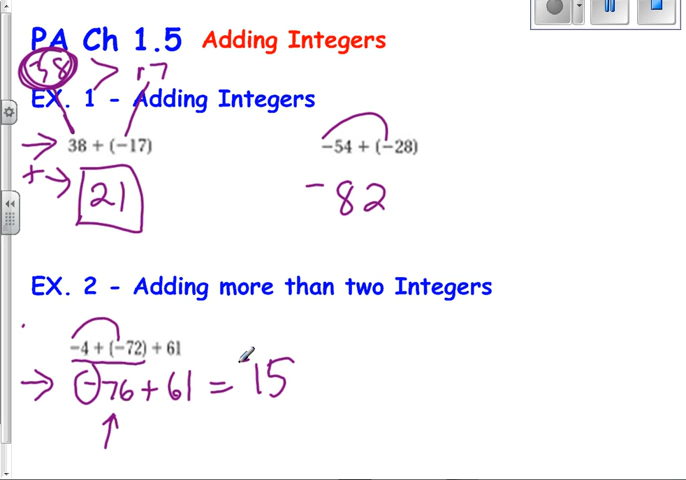 PA Ch 1.5 Adding Integers
38 > 17
EX. 1 - Adding Integers
38 + (−17)
−54 + (−28)
+ → 21
-82
EX. 2 - Adding more than two Integers
−4 + (−72) + 61
→ -76 + 61 = 15